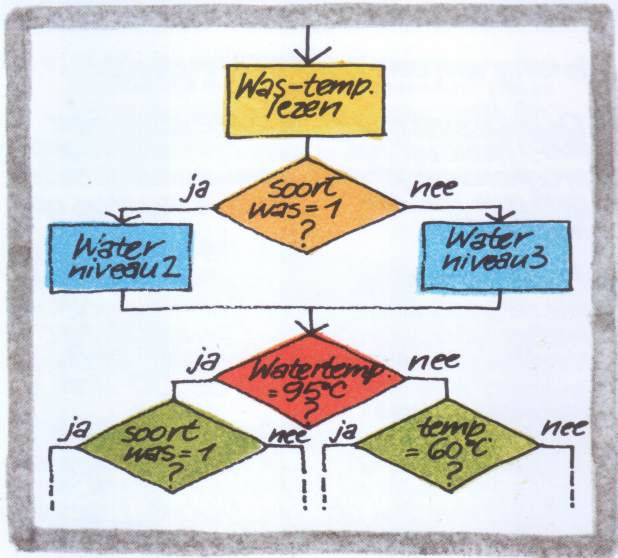 Was-temp.
lezen
ja
soort
was=1
?
nee
Water
niveau 2
Water
niveau 3
ja
Watertemp.
=95°C
?
nee
ja
soort
was=1
?
nee
ja
temp
=60°C
?
nee